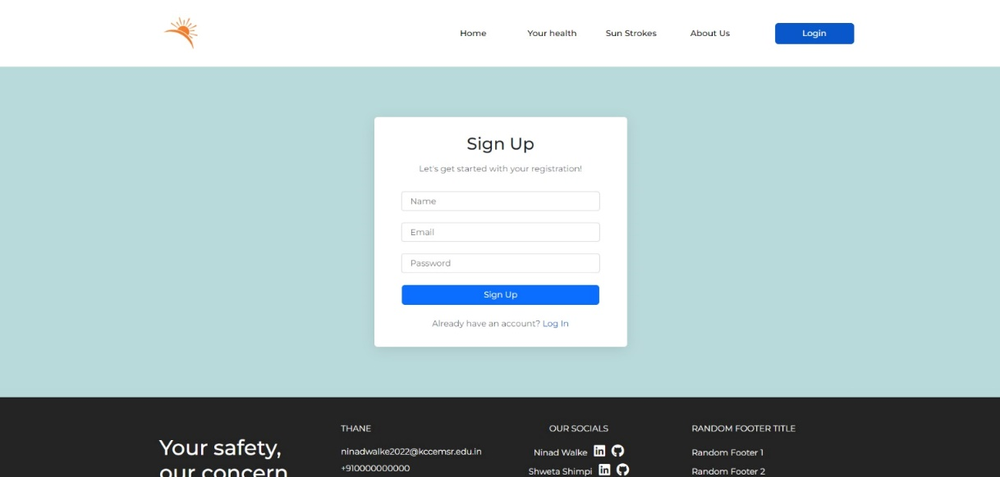 Home Your health Sun Strokes About Us Login
Sign Up
Let's get started with your registration!
Name
Email
Password
Sign Up
Already have an account? Log In
Your safety,
our concern
THANE
ninadwalke2022@kccemsr.edu.in
+910000000000
OUR SOCIALS
Ninad Walke
Shweta Shimpi
RANDOM FOOTER TITLE
Random Footer 1
Random Footer 2